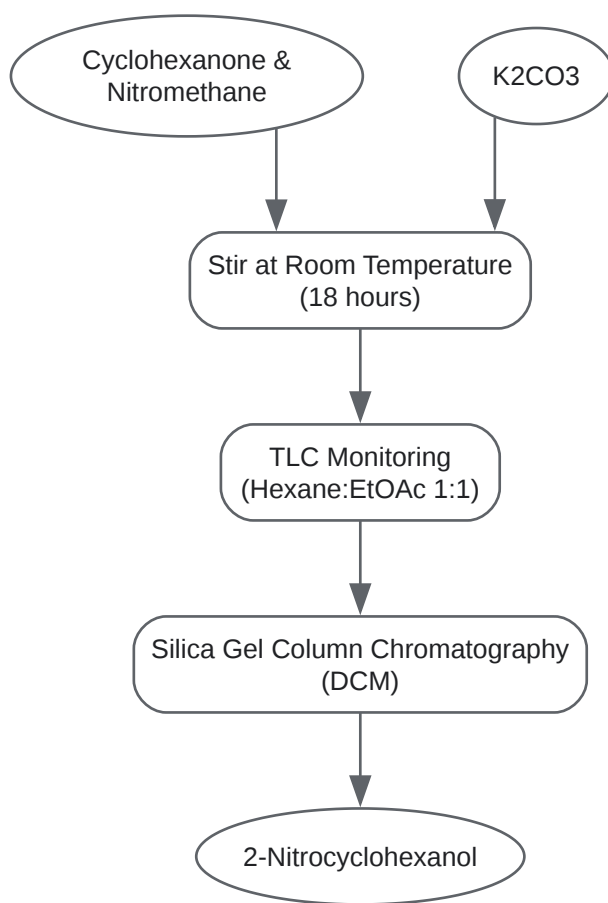 Cyclohexanone &
Nitromethane
K2CO3
Stir at Room Temperature
(18 hours)
TLC Monitoring
(Hexane:EtOAc 1:1)
Silica Gel Column Chromatography
(DCM)
2-Nitrocyclohexanol